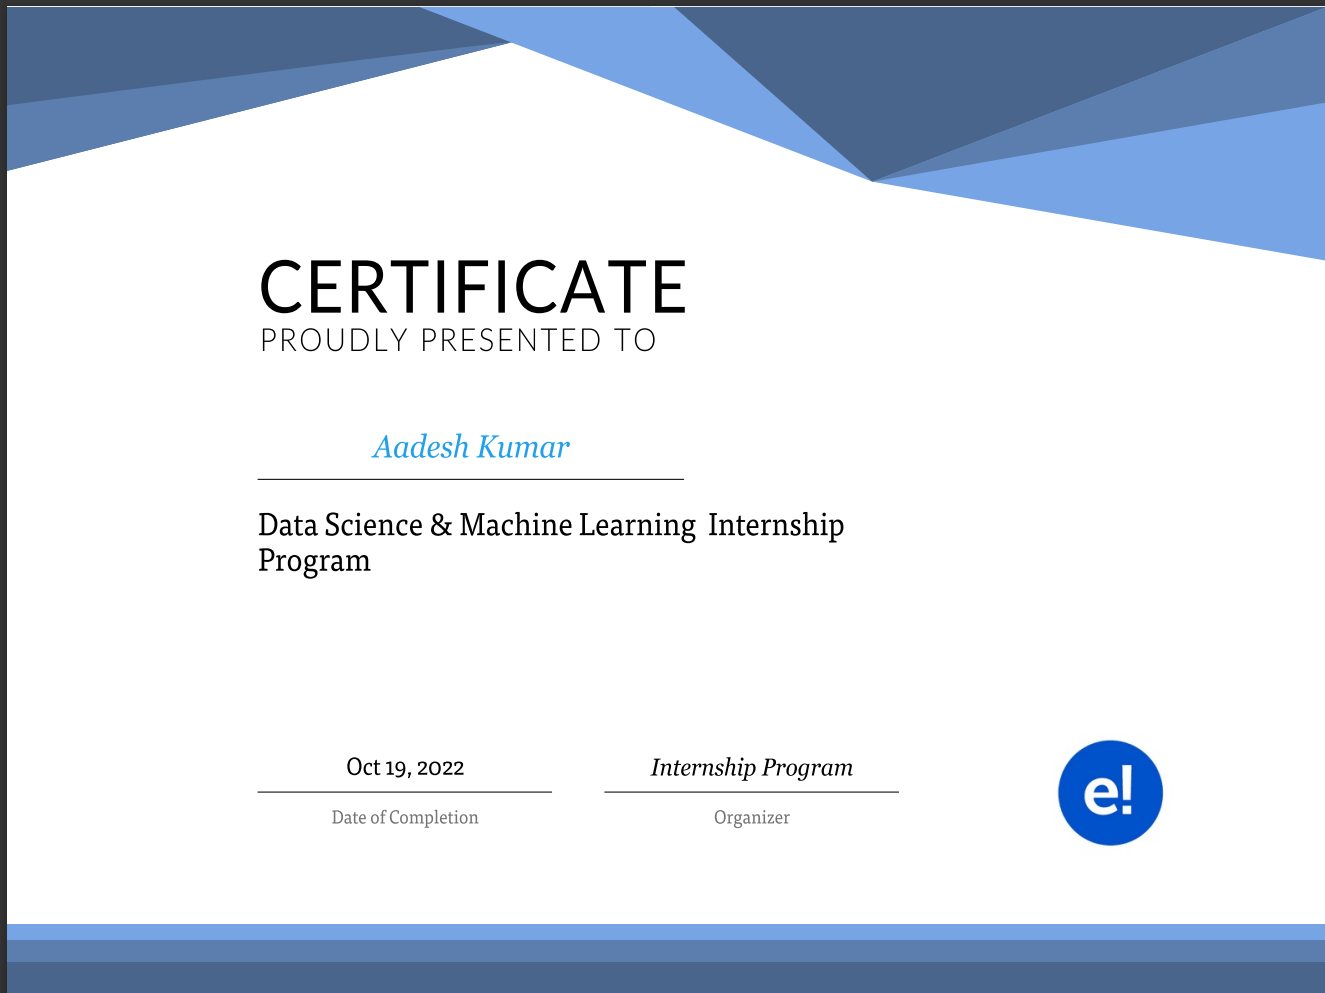 CERTIFICATE
PROUDLY PRESENTED TO
Aadesh Kumar
Data Science & Machine Learning Internship
Program
Oct 19, 2022
Internship Program
Date of Completion
Organizer
e!